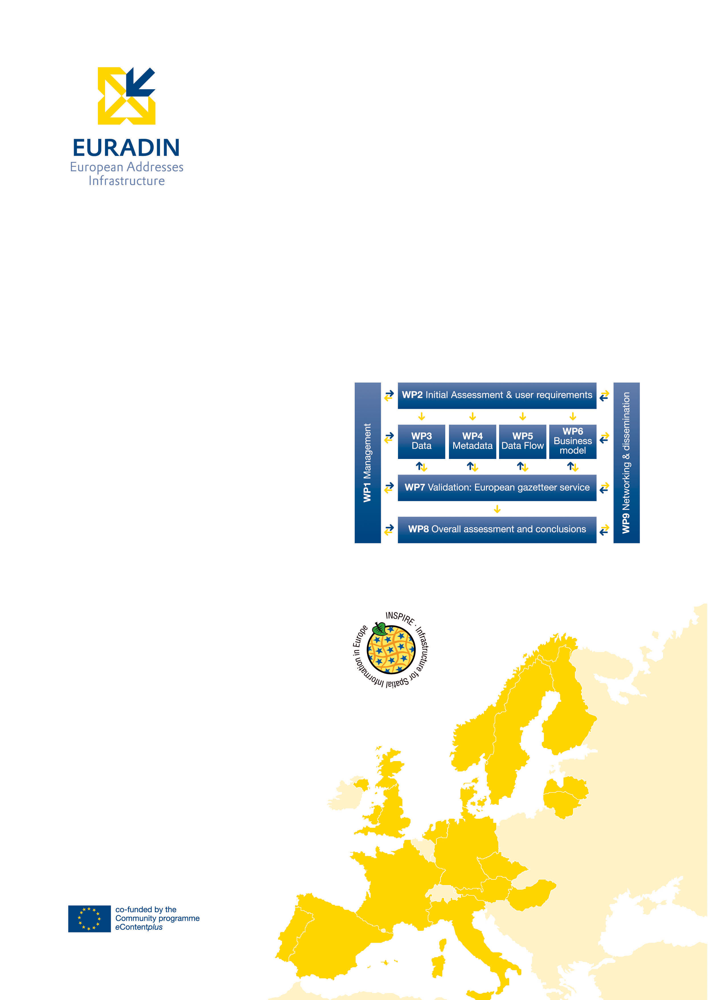 EURADIN
European Addresses
Infrastructure
WP1 Management
WP2 Initial Assessment & user requirements
WP3
Data
WP4
Metadata
WP5
Data Flow
WP6
Business
model
WP7 Validation: European gazetteer service
WP8 Overall assessment and conclusions
WP9 Networking & dissemination
INSPIRE · Infrastructure for Spatial Information in Europe
co-funded by the
Community programme
eContentplus